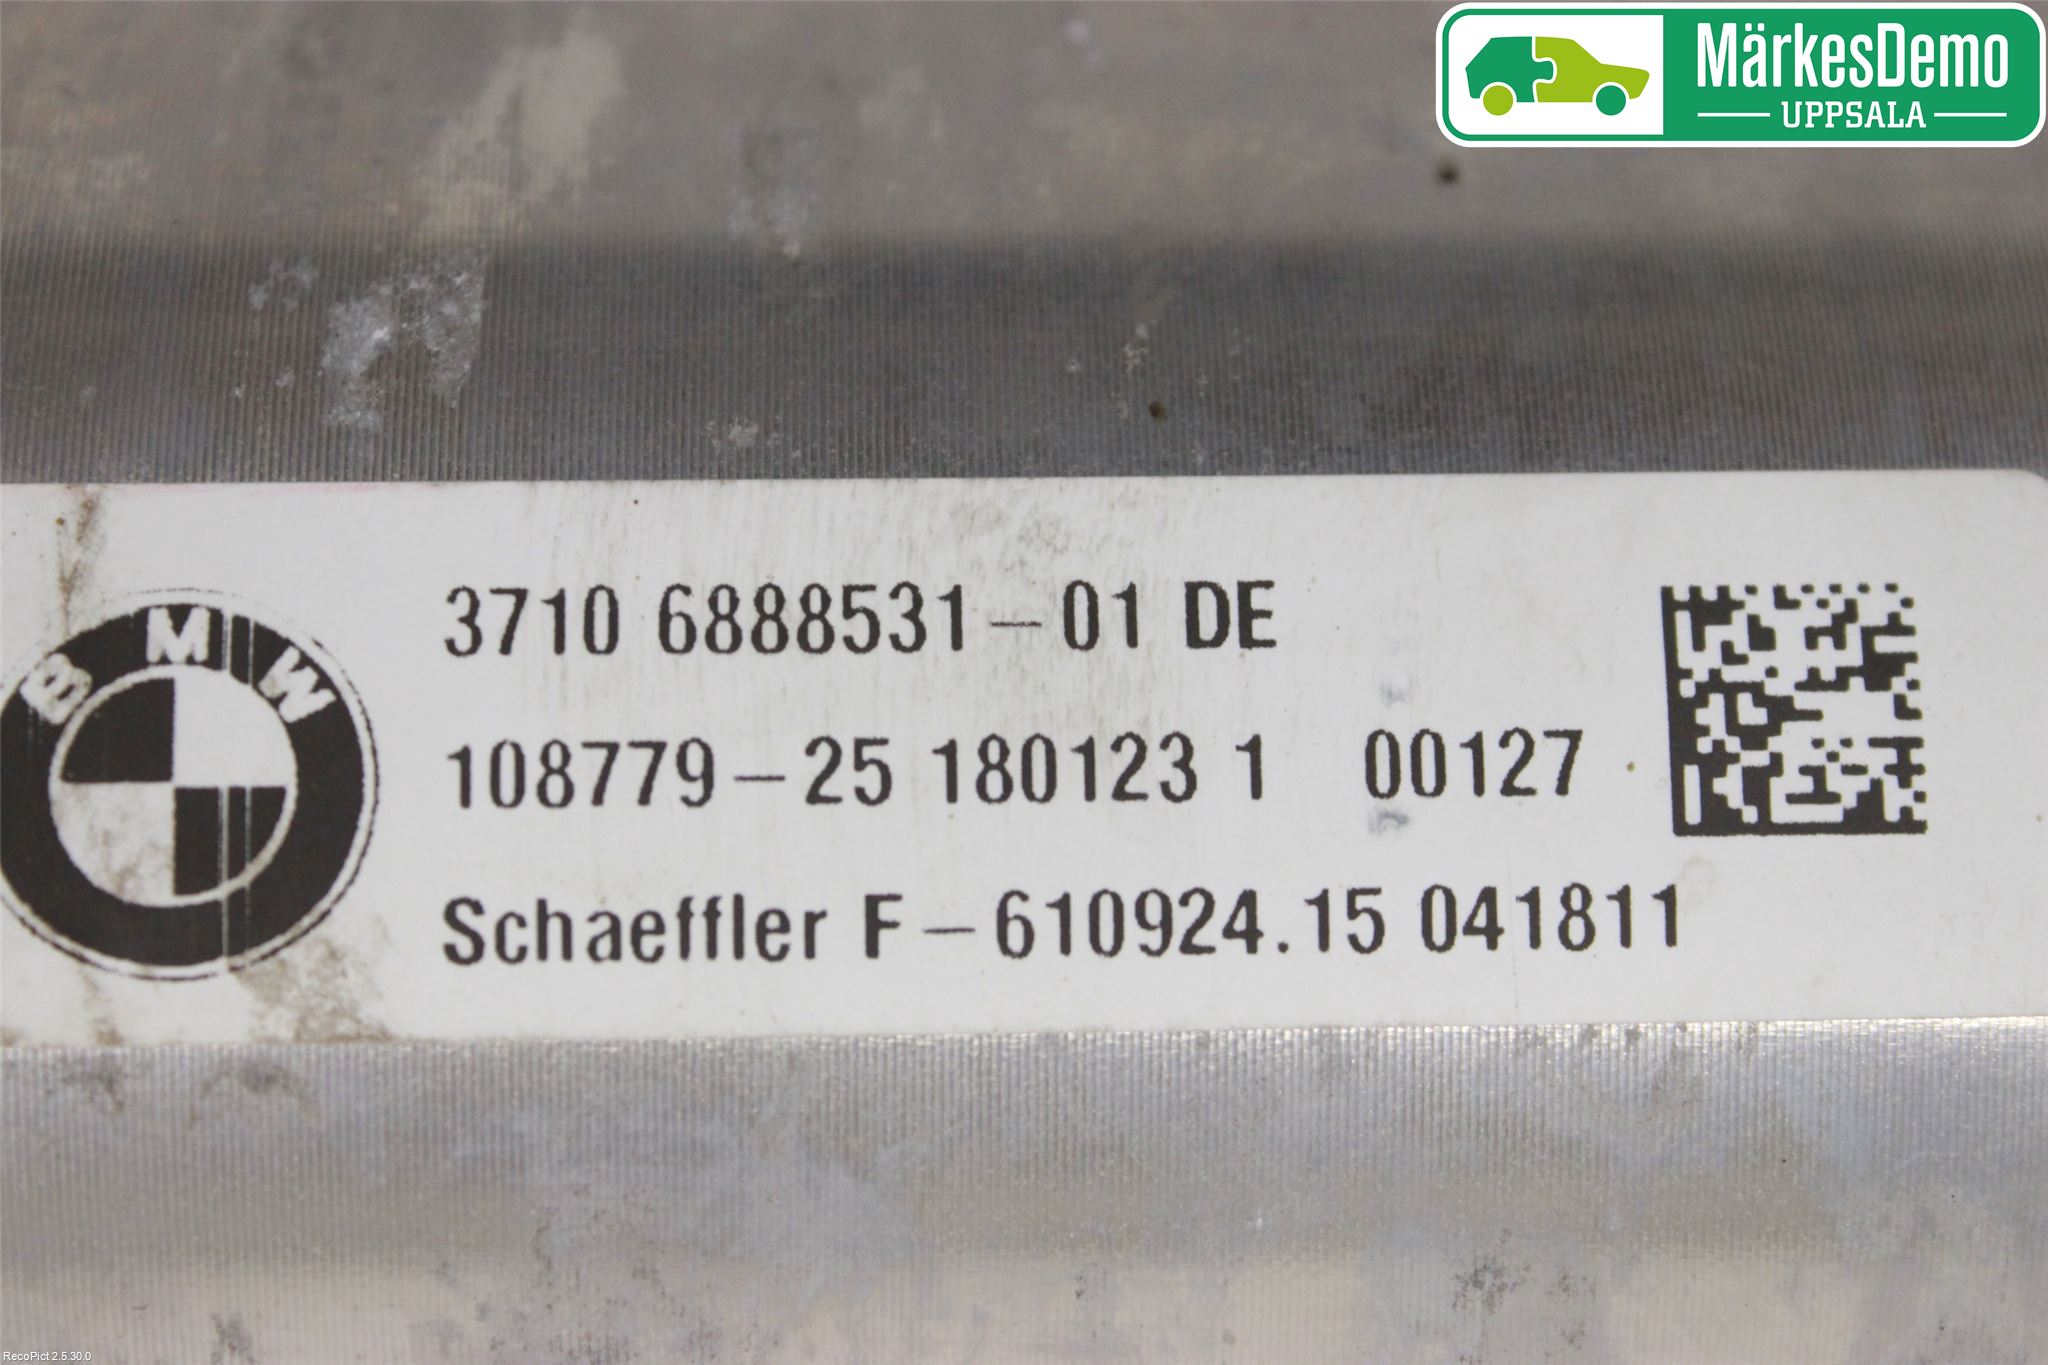 MärkesDemo
UPPSALA
BMW
3710 6888531-01 DE
108779-25 180123 1 00127
Schaeffler F-610924.15 041811
RecoPict 2.5.30.0